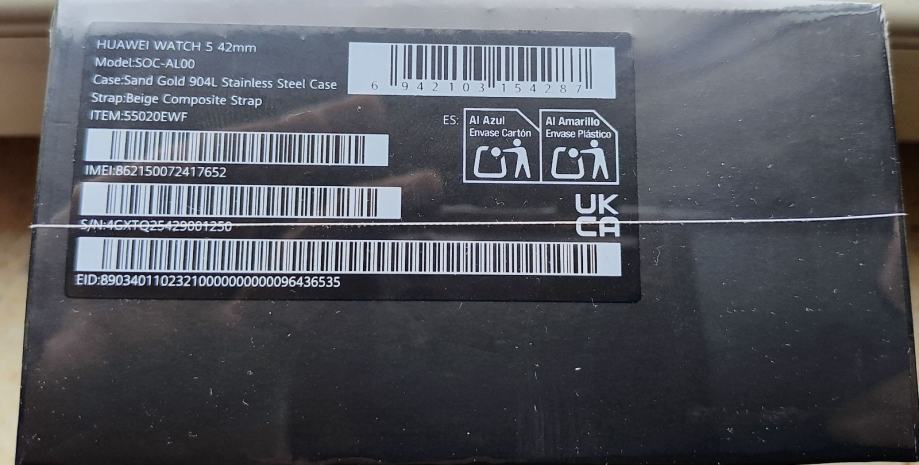 HUAWEI WATCH 5 42mm
Model:SOC-AL00
Case:Sand Gold 904L Stainless Steel Case
Strap:Beige Composite Strap
ITEM:55020EWF
6 942103 154287
ES:
Al Azul
Envase Cartón
Al Amarillo
Envase Plástico
IMEI:862150072417652
S/N:4GXTQ25429001250
UK
CA
EID:89034011023210000000000096436535